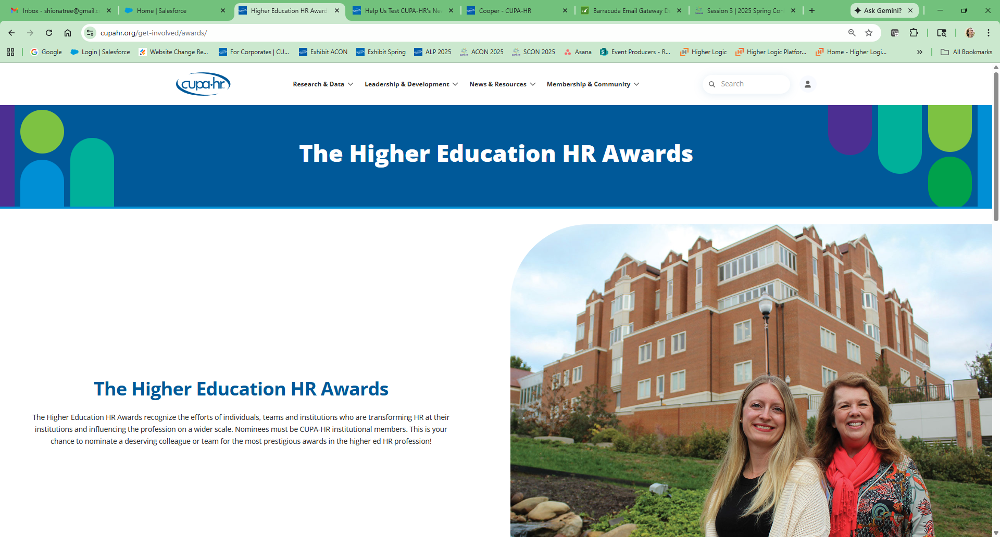 Inbox - shionatree@gmail.c
Home | Salesforce
Higher Education HR Award
Help Us Test CUPA-HR's Ne
Cooper - CUPA-HR
Barracuda Email Gateway D
Session 3 | 2025 Spring Con
Ask Gemini?
cupahr.org/get-involved/awards/
Google
Login | Salesforce
Website Change Re...
For Corporates | CU...
Exhibit ACON
Exhibit Spring
ALP 2025
ACON 2025
SCON 2025
Asana
Event Producers - R...
Higher Logic
Higher Logic Platfor...
Home - Higher Logi...
All Bookmarks
cupa-hr
Research & Data
Leadership & Development
News & Resources
Membership & Community
Search
The Higher Education HR Awards
The Higher Education HR Awards
The Higher Education HR Awards recognize the efforts of individuals, teams and institutions who are transforming HR at their
institutions and influencing the profession on a wider scale. Nominees must be CUPA-HR institutional members. This is your
chance to nominate a deserving colleague or team for the most prestigious awards in the higher ed HR profession!